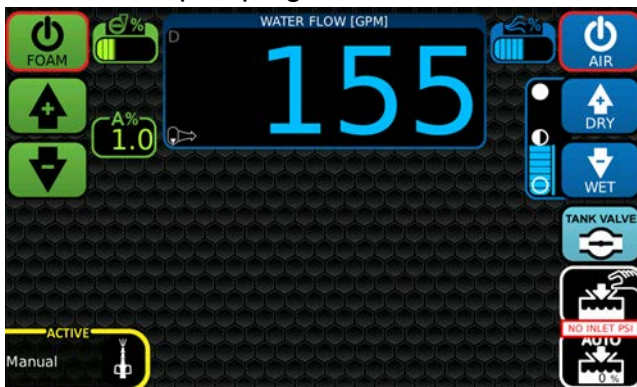 WATER FLOW [GPM]
D
155
FOAM
%
%
AIR
A%
1.0
DRY
WET
TANK VALVE
NO INLET PSI
AUTO
0 %
ACTIVE
Manual